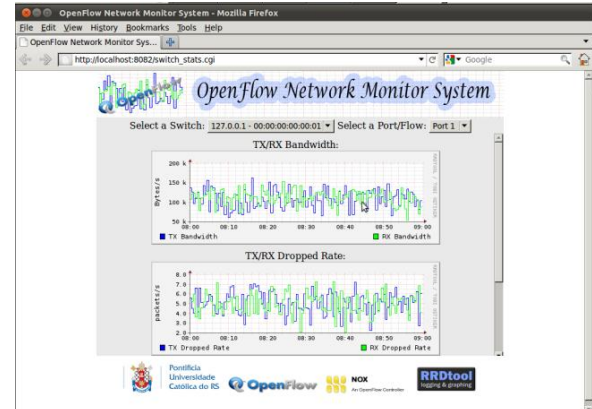 OpenFlow Network Monitor System - Mozilla Firefox
File Edit View History Bookmarks Tools Help
OpenFlow Network Monitor Sys...
http://localhost:8082/switch_stats.cgi
Google
OpenFlow
OpenFlow Network Monitor System
Select a Switch: 127.0.0.1 - 00:00:00:00:00:01 Select a Port/Flow: Port 1
TX/RX Bandwidth:
200 k
150 k
100 k
50 k
Bytes/s
08:00 08:10 08:20 08:30 08:40 08:50 09:00
TX Bandwidth RX Bandwidth
TX/RX Dropped Rate:
8.0
7.0
6.0
5.0
4.0
3.0
2.0
packets/s
08:00 08:10 08:20 08:30 08:40 08:50 09:00
TX Dropped Rate RX Dropped Rate
Pontifícia
Universidade
Católica do RS
OpenFlow
NOX
An OpenFlow Controller
RRDtool
logging & graphing